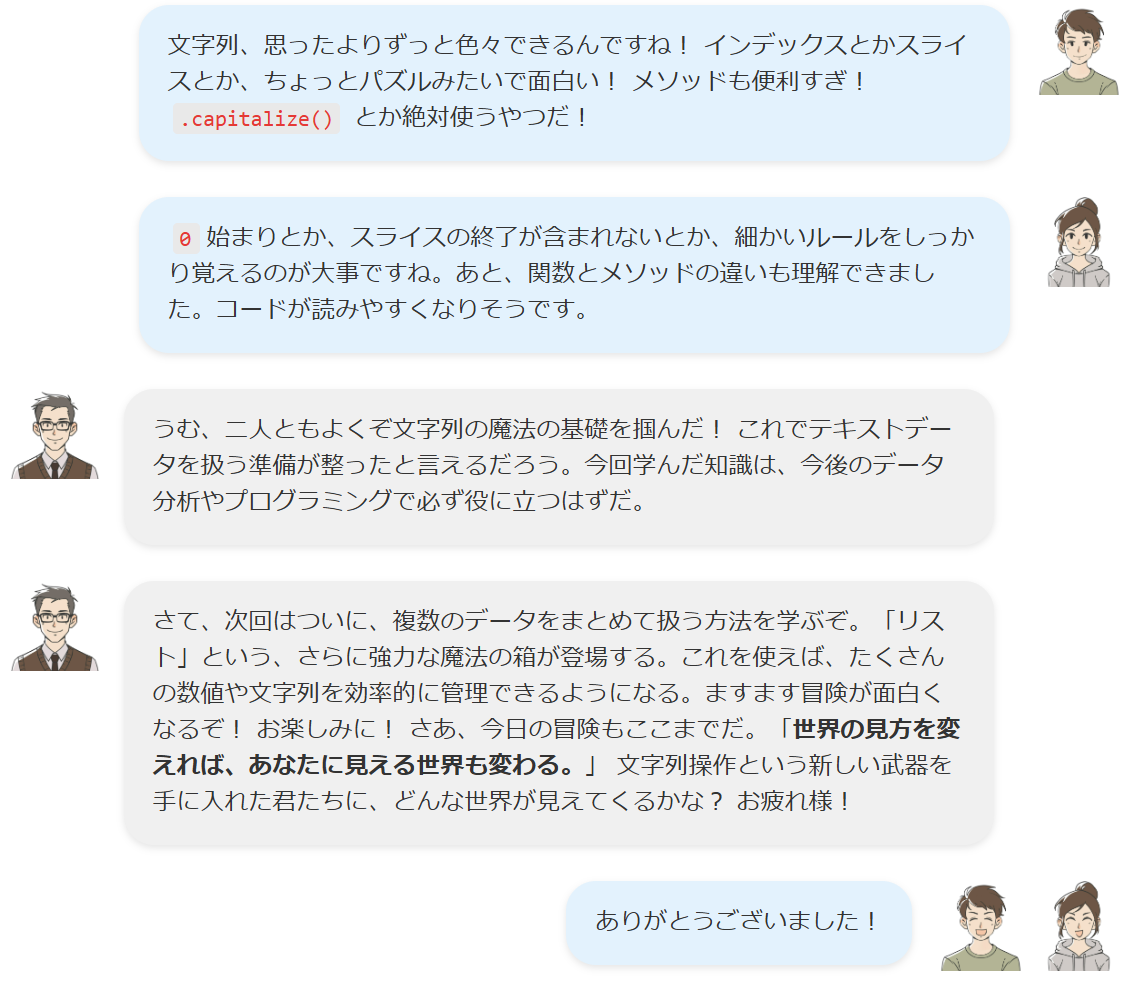 文字列、思ったよりずっと色々できるんですね！ インデックスとかスライ
スとか、ちょっとパズルみたいで面白い！ メソッドも便利すぎ！
.capitalize() とか絶対使うやつだ！
0 始まりとか、スライスの終了が含まれないとか、細かいルールをしっか
り覚えるのが大事ですね。あと、関数とメソッドの違いも理解できまし
た。コードが読みやすくなりそうです。
うむ、二人ともよくぞ文字列の魔法の基礎を掴んだ！ これでテキストデー
タを扱う準備が整ったと言えるだろう。今回学んだ知識は、今後のデータ
分析やプログラミングで必ず役に立つはずだ。
さて、次回はついに、複数のデータをまとめて扱う方法を学ぶぞ。「リス
ト」という、さらに強力な魔法の箱が登場する。これを使えば、たくさん
の数値や文字列を効率的に管理できるようになる。ますます冒険が面白く
なるぞ！ お楽しみに！ さあ、今日の冒険もここまでだ。「世界の見方を変
えれば、あなたに見える世界も変わる。」 文字列操作という新しい武器を
手に入れた君たちに、どんな世界が見えてくるかな？ お疲れ様！
ありがとうございました！